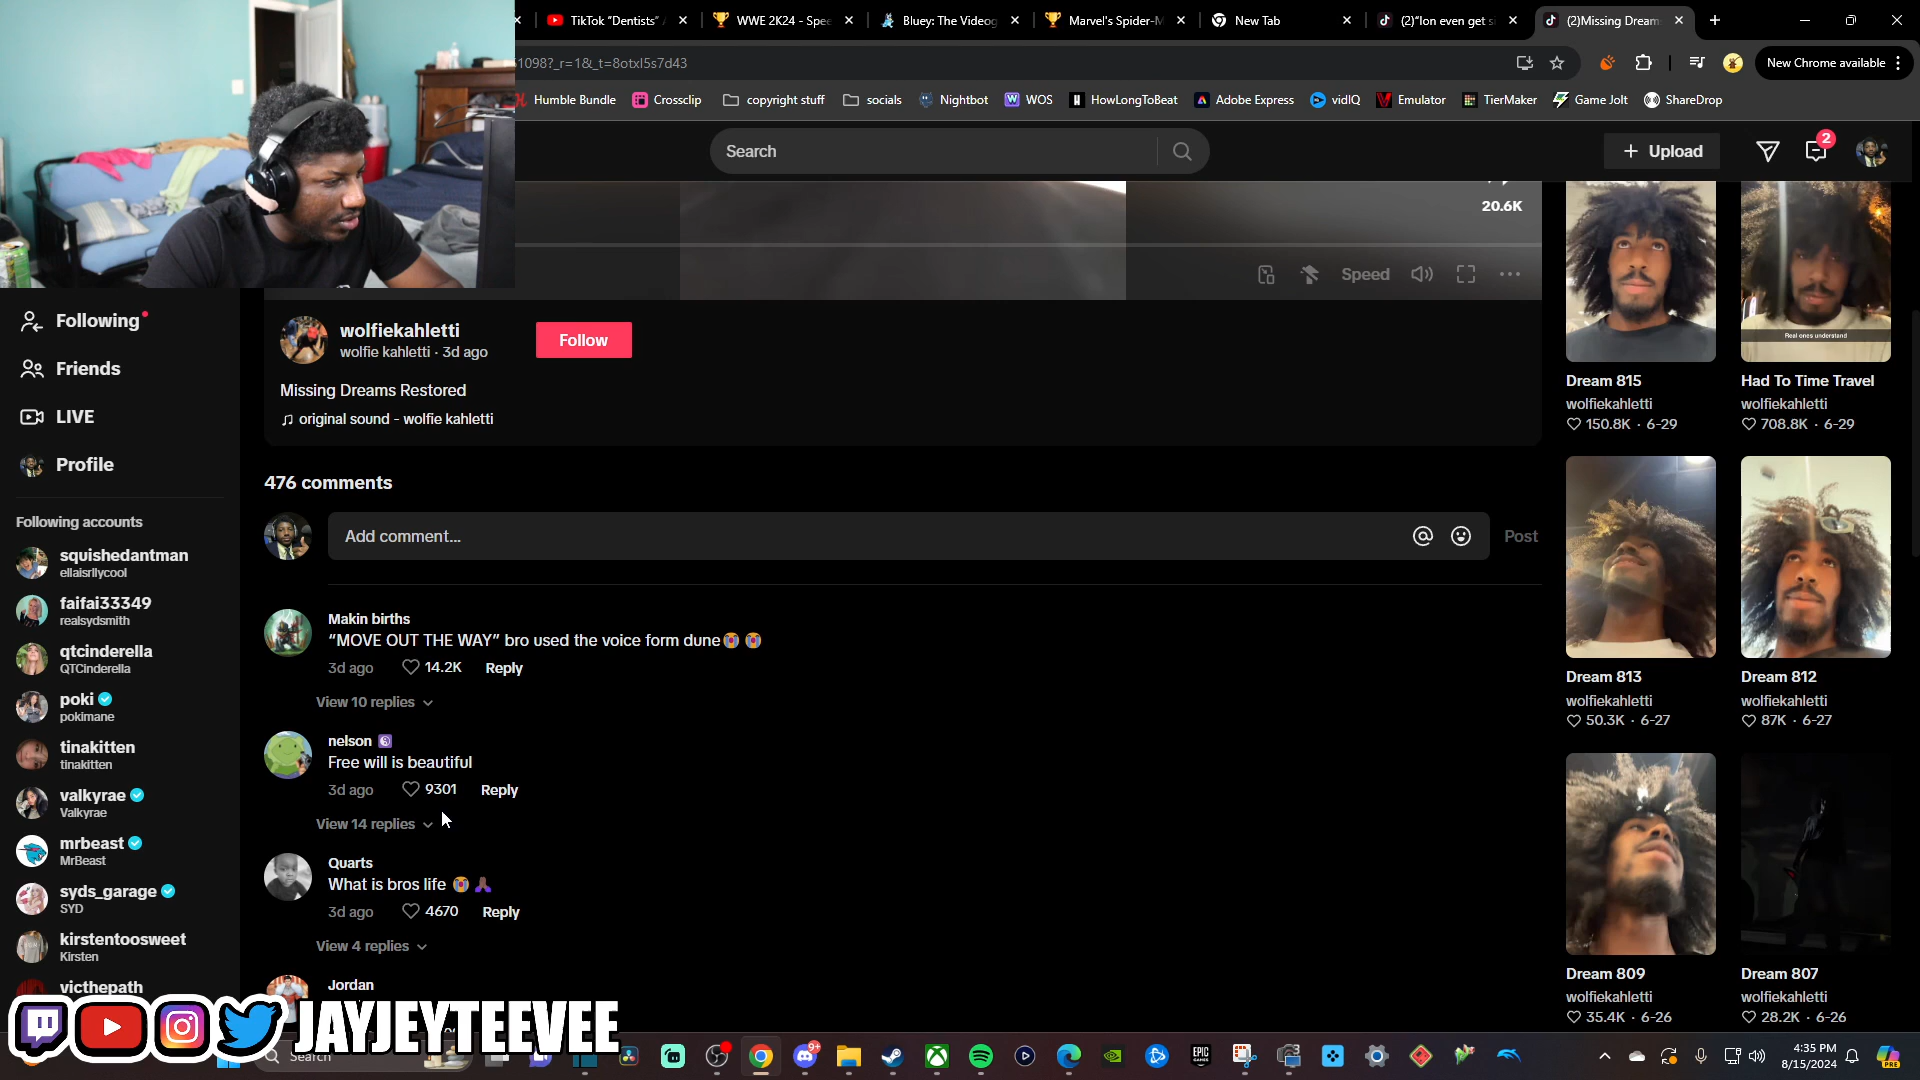 TikTok "Dentists"
WWE 2K24 - Spee
Bluey: The Videog
Marvel's Spider-M
New Tab
(2)"Ion even get si
(2)Missing Dream
1098?_r=1&_t=8otxl5s7d43
New Chrome available
Humble Bundle
Crossclip
copyright stuff
socials
Nightbot
WOS
HowLongToBeat
Adobe Express
vidIQ
Emulator
TierMaker
Game Jolt
ShareDrop
Search
Upload
2
20.6K
Speed
Following
Friends
LIVE
Profile
Following accounts
squishedantman
ellaisrllycool
faifai33349
realsydsmith
qtcinderella
QTCinderella
poki
pokimane
tinakitten
tinakitten
valkyrae
Valkyrae
mrbeast
MrBeast
syds_garage
SYD
kirstentoosweet
Kirsten
victhepath
wolfiekahletti
wolfie kahletti · 3d ago
Follow
Missing Dreams Restored
original sound - wolfie kahletti
476 comments
Add comment...
Post
Makin births
“MOVE OUT THE WAY” bro used the voice form dune😭 😭
3d ago 14.2K Reply
View 10 replies
nelson ☯️
Free will is beautiful
3d ago 9301 Reply
View 14 replies
Quarts
What is bros life 😭 🙏🏿
3d ago 4670 Reply
View 4 replies
Jordan
Real ones understand
Dream 815
wolfiekahletti
150.8K · 6-29
Had To Time Travel
wolfiekahletti
708.8K · 6-29
Dream 813
wolfiekahletti
50.3K · 6-27
Dream 812
wolfiekahletti
87K · 6-27
Dream 809
wolfiekahletti
35.4K · 6-26
Dream 807
wolfiekahletti
28.2K · 6-26
JAYJEYTEEVEE
Search
9+
EPIC
GAMES
4:35 PM
8/15/2024
PRE